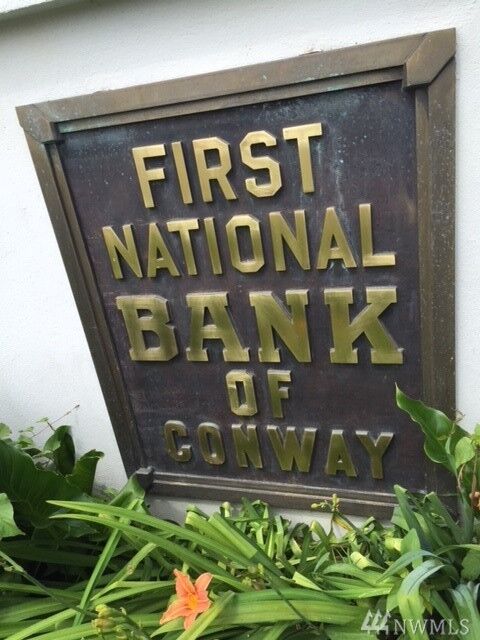 FIRST
NATIONAL
BANK
OF
CONWAY
NWMLS